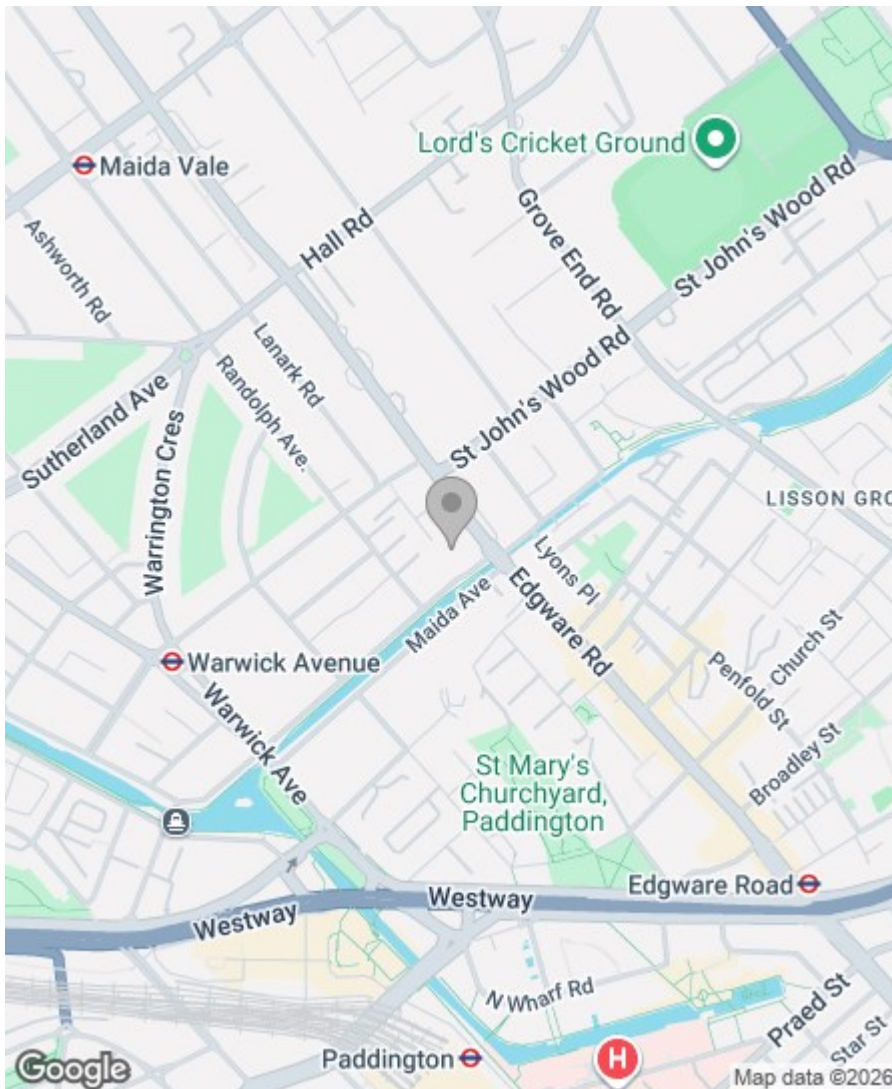 Lord's Cricket Ground
Maida Vale
Hall Rd
Grove End Rd
St John's Wood Rd
Ashworth Rd
Lanark Rd
Randolph Ave.
St John's Wood Rd
Sutherland Ave
Warrington Cres
LISSON GRO
Lyons Pl
Maida Ave
Edgware Rd
Church St
Warwick Avenue
Penfold St
Warwick Ave
Broadley St
St Mary's
Churchyard,
Paddington
Edgware Road
Westway
Westway
N Wharf Rd
Praed St
Star St
Paddington
H
Google
Map data ©2026